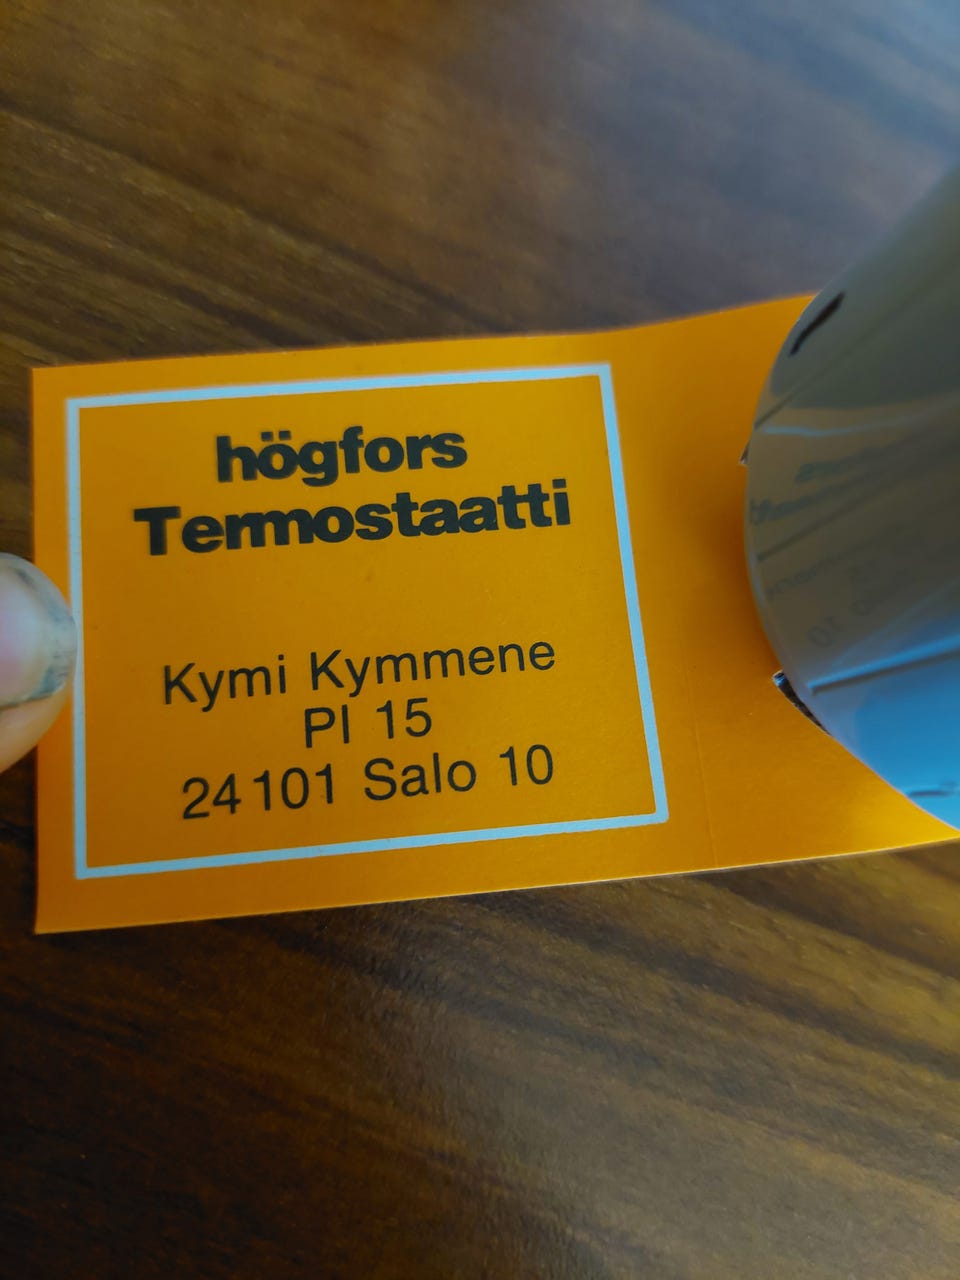 högfors
Termostaatti
Kymi Kymmene
Pl 15
24101 Salo 10